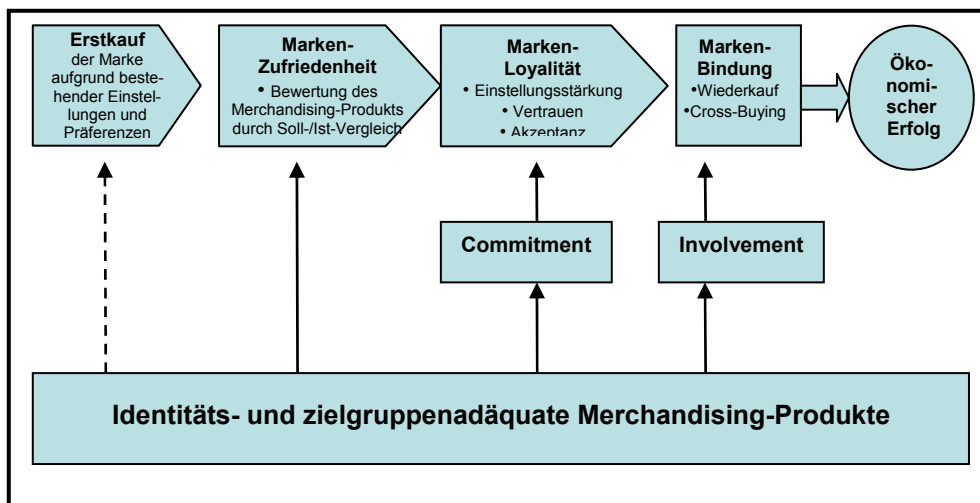 Erstkauf
der Marke
aufgrund beste-
hender Einstel-
lungen und
Präferenzen
Marken-
Zufriedenheit
• Bewertung des
Merchandising-Produkts
durch Soll-/Ist-Vergleich
Marken-
Loyalität
• Einstellungsstärkung
• Vertrauen
• Akzeptanz
Marken-
Bindung
•Wiederkauf
•Cross-Buying
Öko-
nomi-
scher
Erfolg
Commitment
Involvement
Identitäts- und zielgruppenadäquate Merchandising-Produkte